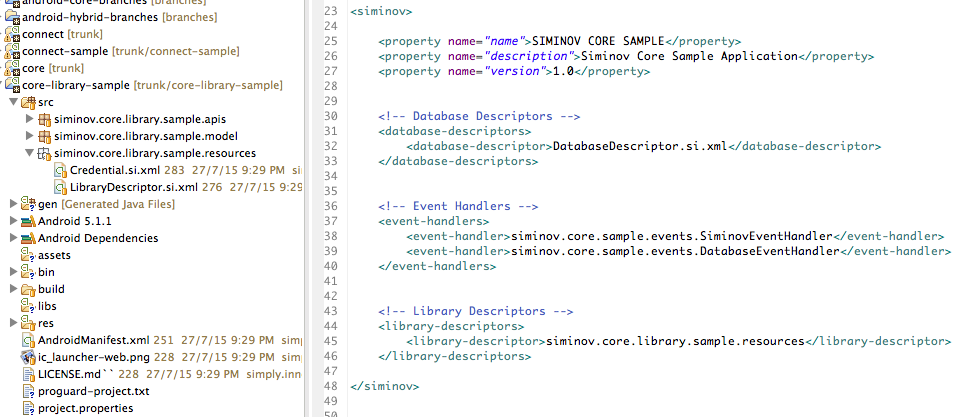 android-core-branches [branches]
android-hybrid-branches [branches]
connect [trunk]
connect-sample [trunk/connect-sample]
core [trunk]
core-library-sample [trunk/core-library-sample]
src
siminov.core.library.sample.apis
siminov.core.library.sample.model
siminov.core.library.sample.resources
Credential.si.xml 283 27/7/15 9:29 PM si
LibraryDescriptor.si.xml 276 27/7/15 9:29
gen [Generated Java Files]
Android 5.1.1
Android Dependencies
assets
bin
build
libs
res
AndroidManifest.xml 251 27/7/15 9:29 PM sim
ic_launcher-web.png 228 27/7/15 9:29 PM sim
LICENSE.md`` 228 27/7/15 9:29 PM simply.inn
proguard-project.txt
project.properties
23 <siminov>
24
25 <property name="name">SIMINOV CORE SAMPLE</property>
26 <property name="description">Siminov Core Sample Application</property>
27 <property name="version">1.0</property>
28
29
30 <!-- Database Descriptors -->
31 <database-descriptors>
32 <database-descriptor>DatabaseDescriptor.si.xml</database-descriptor>
33 </database-descriptors>
34
35
36 <!-- Event Handlers -->
37 <event-handlers>
38 <event-handler>siminov.core.sample.events.SiminovEventHandler</event-handler>
39 <event-handler>siminov.core.sample.events.DatabaseEventHandler</event-handler>
40 </event-handlers>
41
42
43 <!-- Library Descriptors -->
44 <library-descriptors>
45 <library-descriptor>siminov.core.library.sample.resources</library-descriptor>
46 </library-descriptors>
47
48 </siminov>
49
50